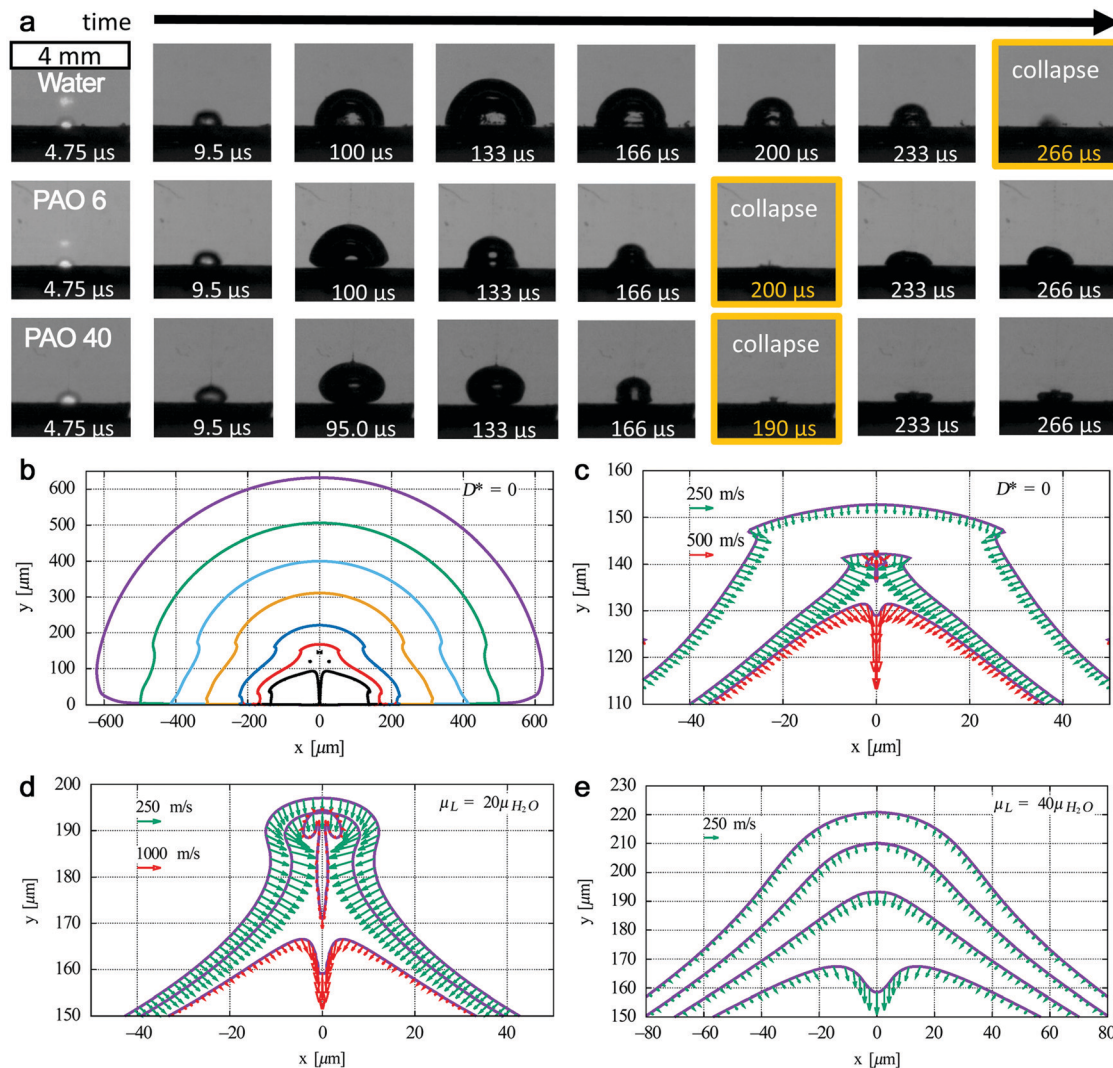 a time
4 mm
Water
collapse
4.75 µs 9.5 µs 100 µs 133 µs 166 µs 200 µs 233 µs 266 µs
PAO 6
collapse
4.75 µs 9.5 µs 100 µs 133 µs 166 µs 200 µs 233 µs 266 µs
PAO 40
collapse
4.75 µs 9.5 µs 95.0 µs 133 µs 166 µs 190 µs 233 µs 266 µs
b
D* = 0
600
500
400
300
200
100
0
y [µm]
−600 −400 −200 0 200 400 600
x [µm]
c
160
150
140
130
120
110
y [µm]
250 m/s
500 m/s
D* = 0
−40 −20 0 20 40
x [µm]
d
200
190
180
170
160
150
y [µm]
250 m/s
1000 m/s
µL = 20µH2O
−40 −20 0 20 40
x [µm]
e
230
220
210
200
190
180
170
160
150
y [µm]
250 m/s
µL = 40µH2O
−80 −60 −40 −20 0 20 40 60 80
x [µm]